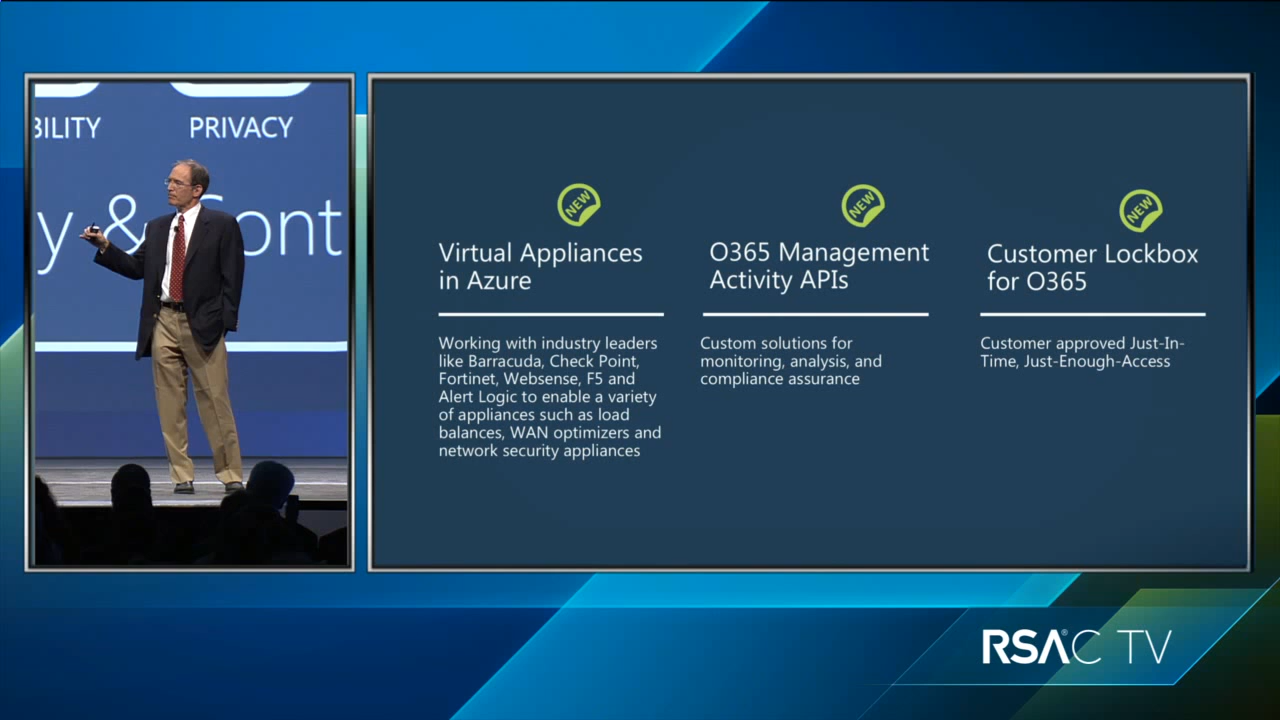 BILITY
PRIVACY
y & Cont
NEW
Virtual Appliances
in Azure
Working with industry leaders
like Barracuda, Check Point,
Fortinet, Websense, F5 and
Alert Logic to enable a variety
of appliances such as load
balances, WAN optimizers and
network security appliances
NEW
O365 Management
Activity APIs
Custom solutions for
monitoring, analysis, and
compliance assurance
NEW
Customer Lockbox
for O365
Customer approved Just-In-
Time, Just-Enough-Access
RSA®C TV